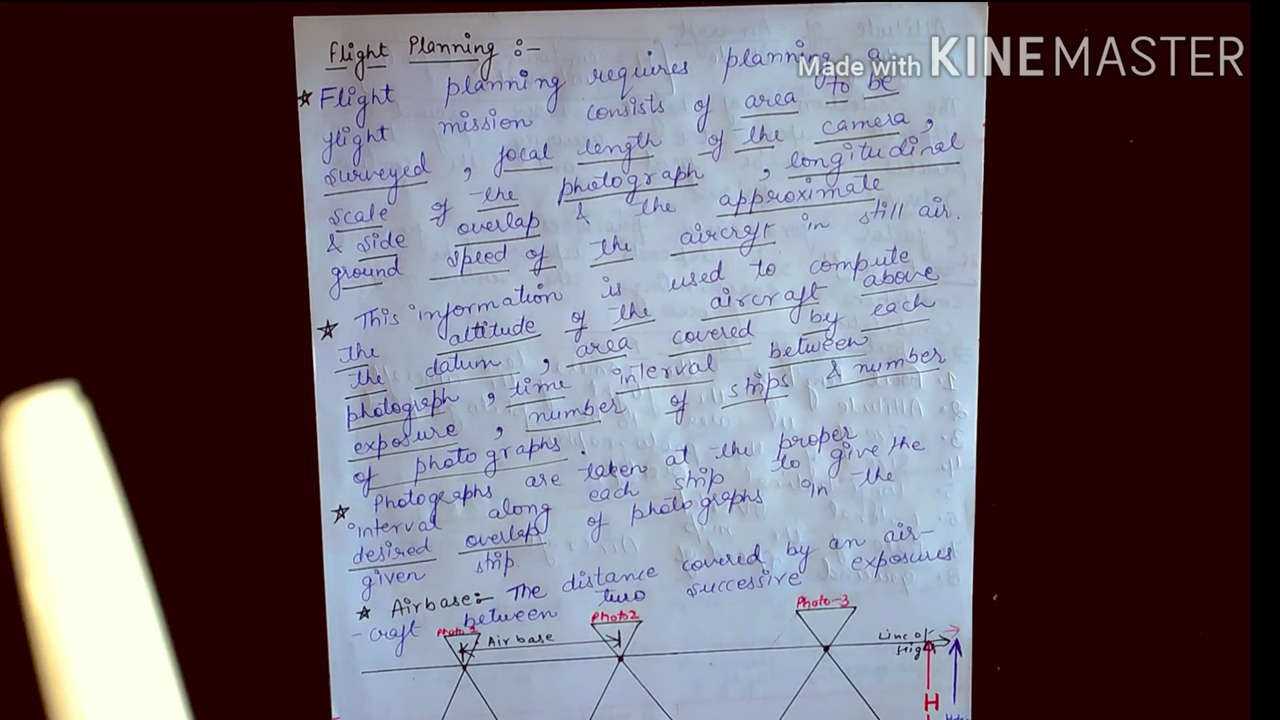 Flight Planning :-
Made with KINEMASTER
☆ Flight planning requires planning a
flight mission consists of area to be
surveyed, focal length of the camera,
scale of the photograph, longitudinal
& side overlap & the approximate
ground speed of the aircraft in still air.
☆ This information is used to compute
the altitude of the aircraft above
the datum, area covered by each
photograph, time interval between
exposure, number of strips & number
of photographs.
☆ Photographs are taken at the proper
interval along each strip to give the
desired overlap of photographs in the
given strip.
☆ Airbase:- The distance covered by an air-
-craft between two successive exposures
Photo-1 Photo2 Photo-3
Air base
Line of
H